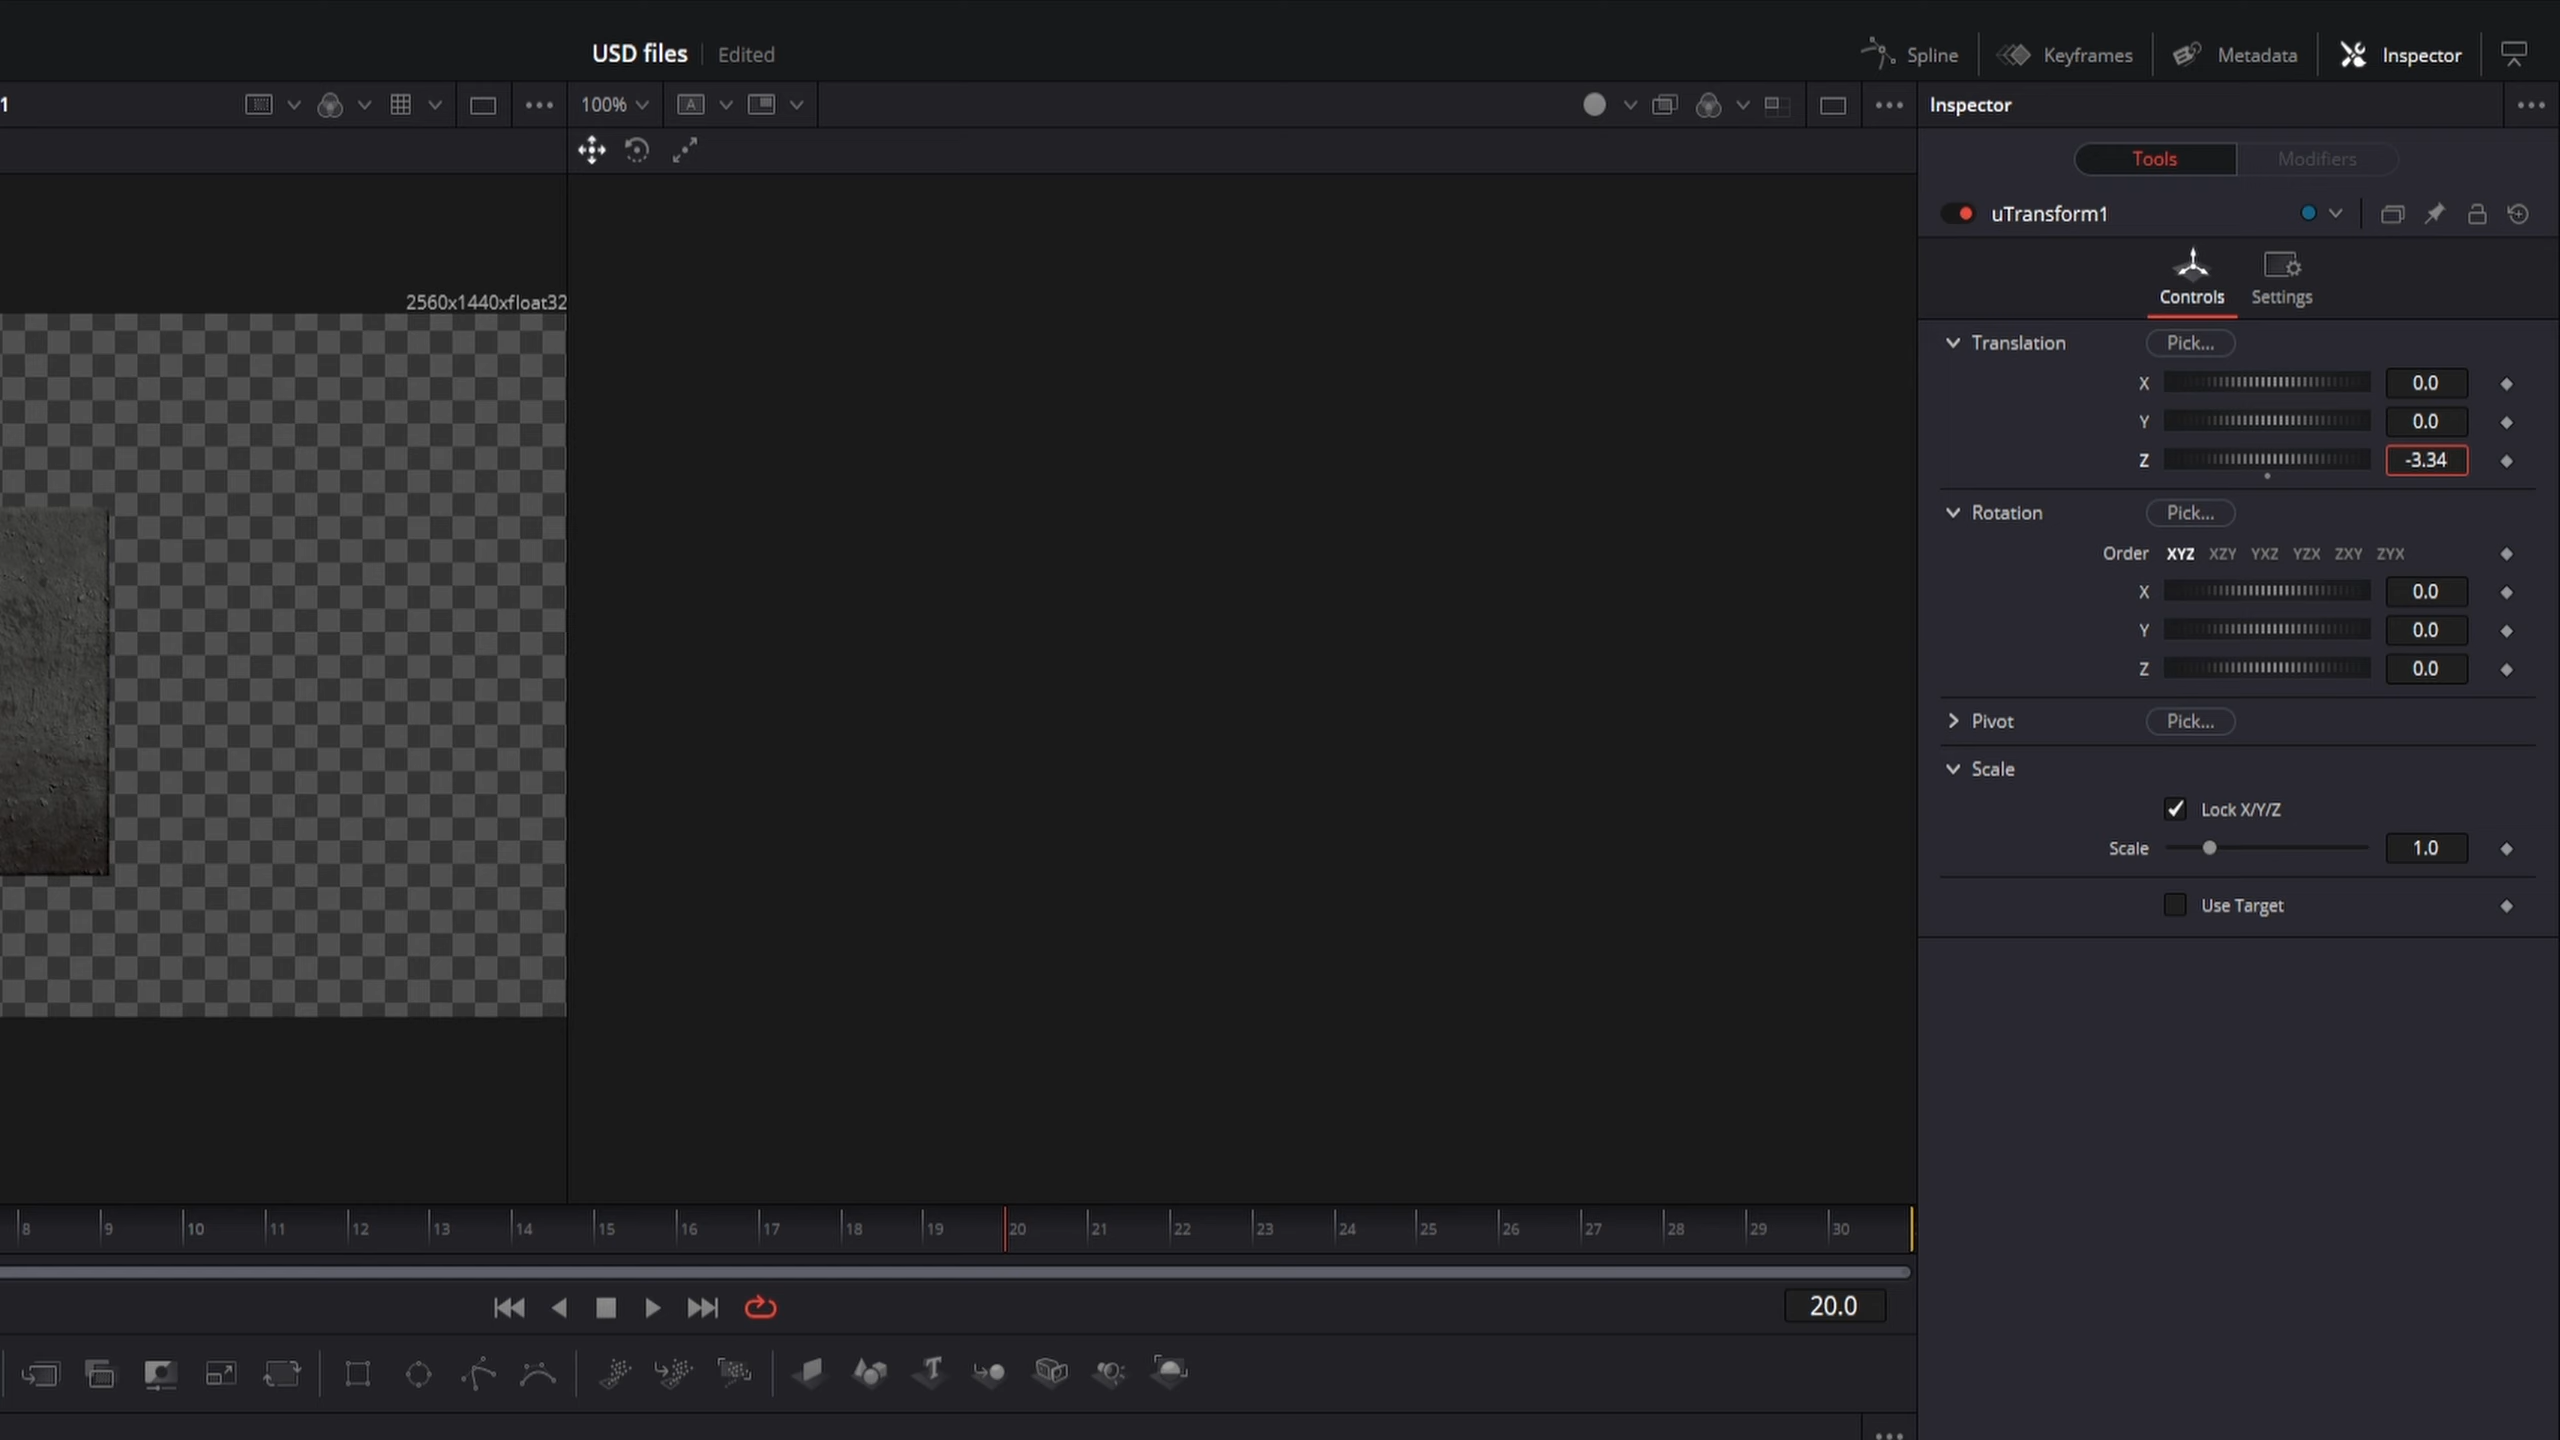 USD files
Edited
Spline
Keyframes
Metadata
Inspector
1
100%
A
Inspector
Tools
Modifiers
uTransform1
Controls
Settings
2560x1440xfloat32
Translation
Pick...
X
0.0
Y
0.0
Z
-3.34
Rotation
Pick...
Order
XYZ XZY YXZ YZX ZXY ZYX
X
0.0
Y
0.0
Z
0.0
Pivot
Pick...
Scale
Lock X/Y/Z
Scale
1.0
Use Target
8 9 10 11 12 13 14 15 16 17 18 19 20 21 22 23 24 25 26 27 28 29 30
20.0
T